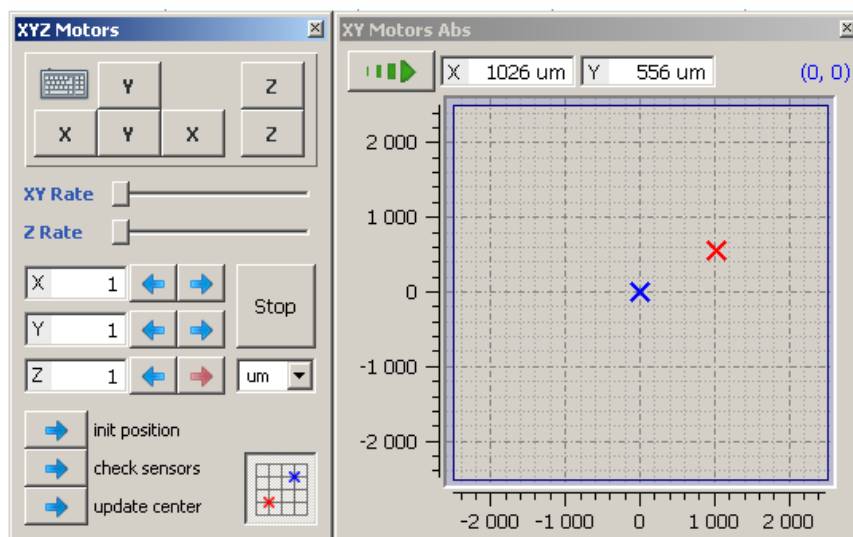 XYZ Motors
Y Z
X Y X Z
XY Rate
Z Rate
X 1
Y 1
Stop
Z 1
um
init position
check sensors
update center
XY Motors Abs
X 1026 um Y 556 um (0, 0)
2 000
1 000
0
-1 000
-2 000
-2 000 -1 000 0 1 000 2 000